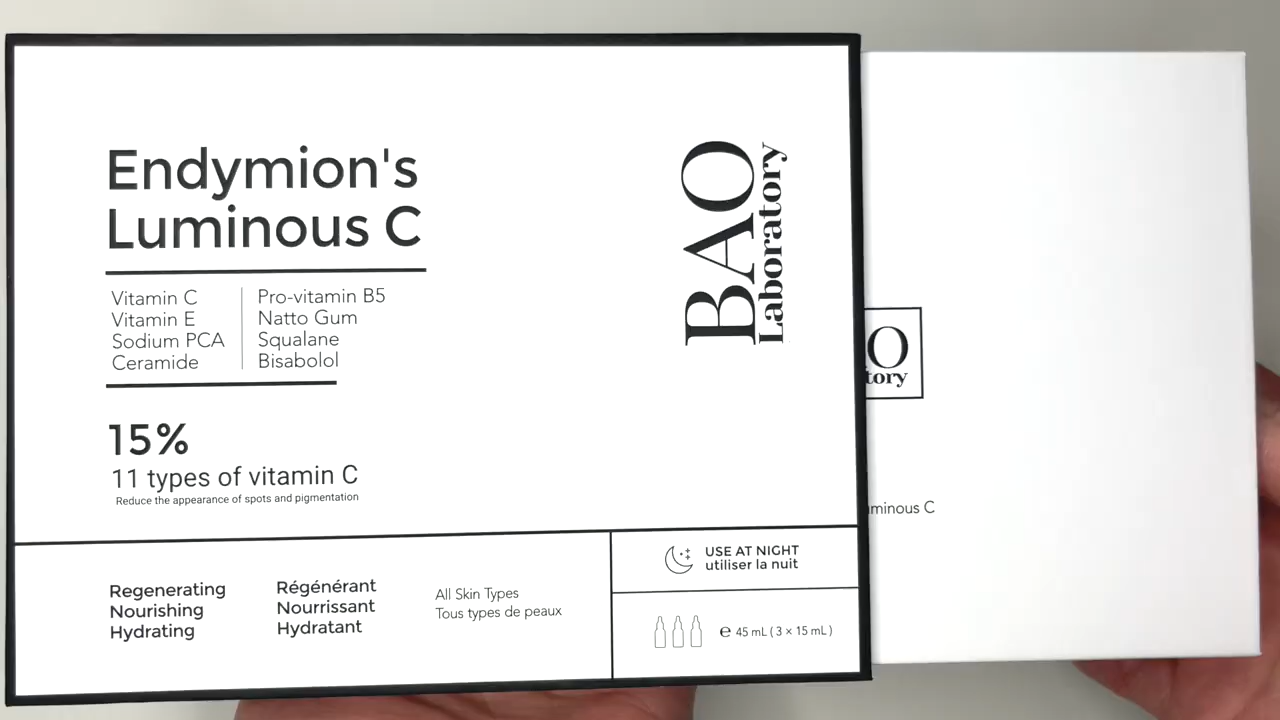 Endymion's
Luminous C
Vitamin C
Vitamin E
Sodium PCA
Ceramide
Pro-vitamin B5
Natto Gum
Squalane
Bisabolol
15%
11 types of vitamin C
Reduce the appearance of spots and pigmentation
BAO
Laboratory
Regenerating
Nourishing
Hydrating
Régénérant
Nourrissant
Hydratant
All Skin Types
Tous types de peaux
USE AT NIGHT
utiliser la nuit
℮ 45 mL ( 3 × 15 mL )
O
tory
minous C